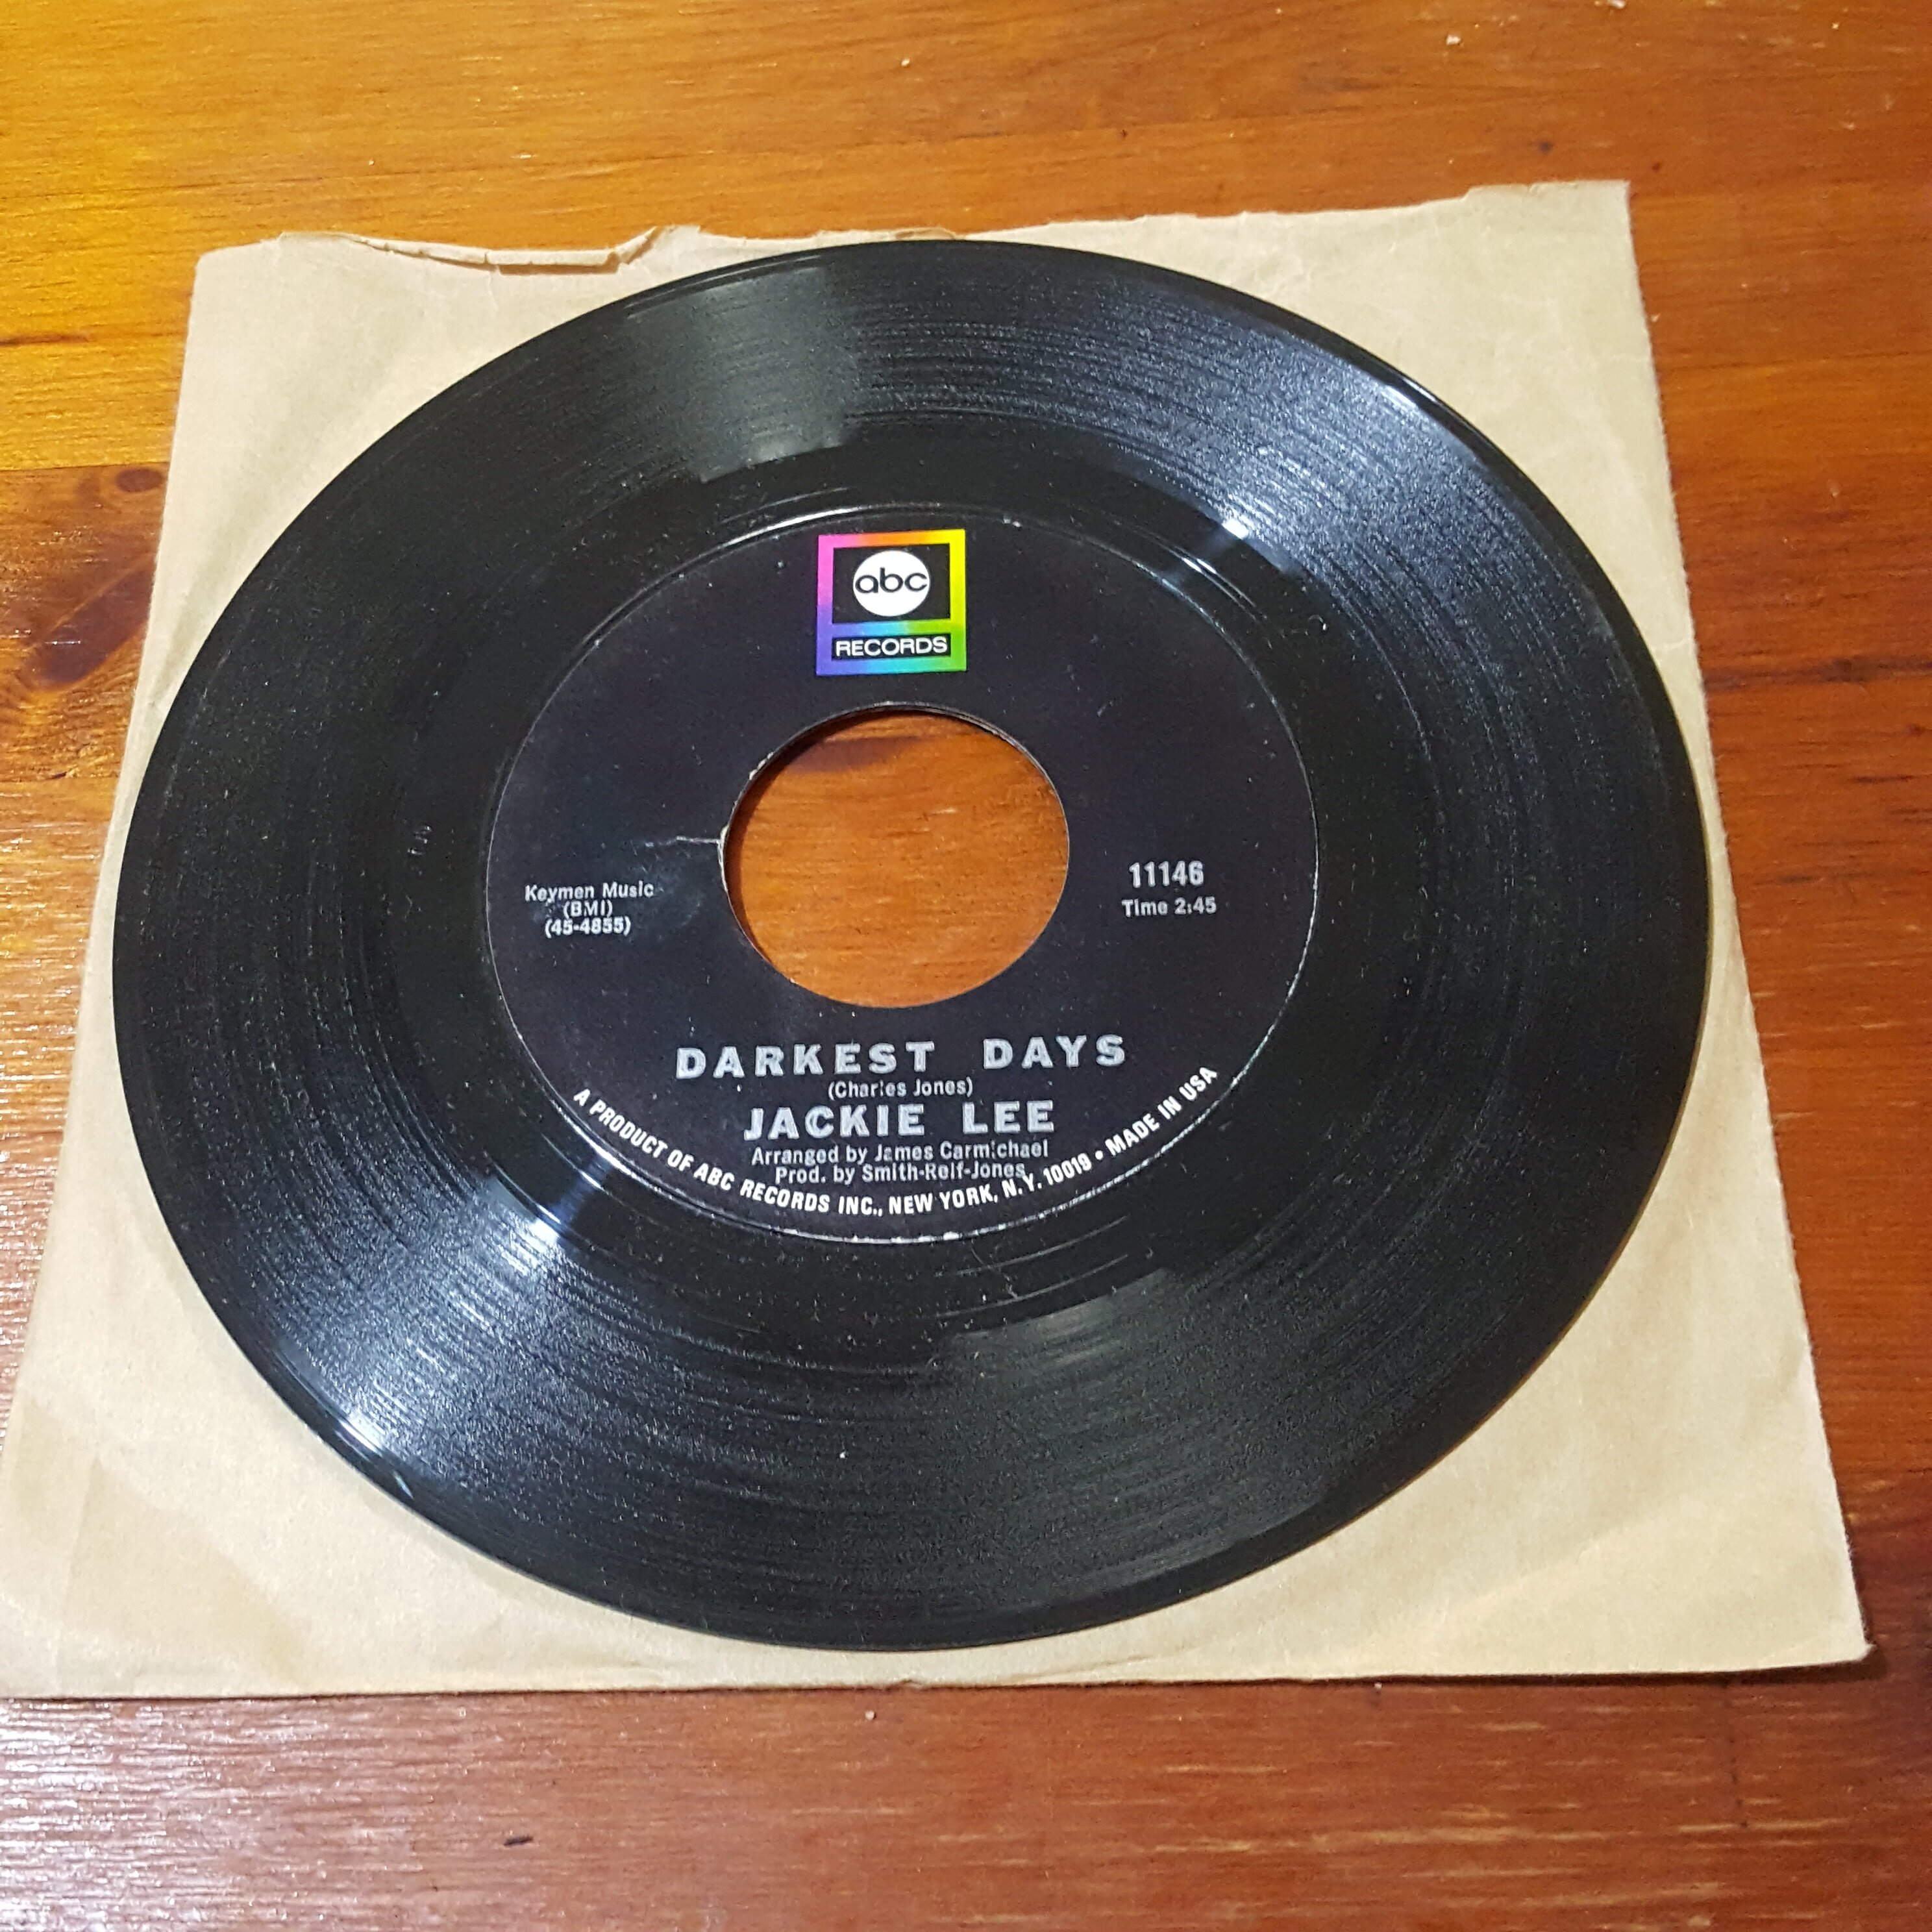 abc
RECORDS
Keymen Music
(BMI)
(45-4855)
11146
Time 2:45
DARKEST DAYS
(Charles Jones)
JACKIE LEE
Arranged by James Carmichael
Prod. by Smith-Relf-Jones
A PRODUCT OF ABC RECORDS INC., NEW YORK, N.Y. 10019 • MADE IN USA